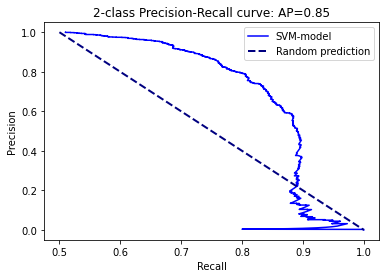 2-class Precision-Recall curve: AP=0.85
SVM-model
Random prediction
1.0
0.8
0.6
0.4
0.2
0.0
Precision
0.5 0.6 0.7 0.8 0.9 1.0
Recall